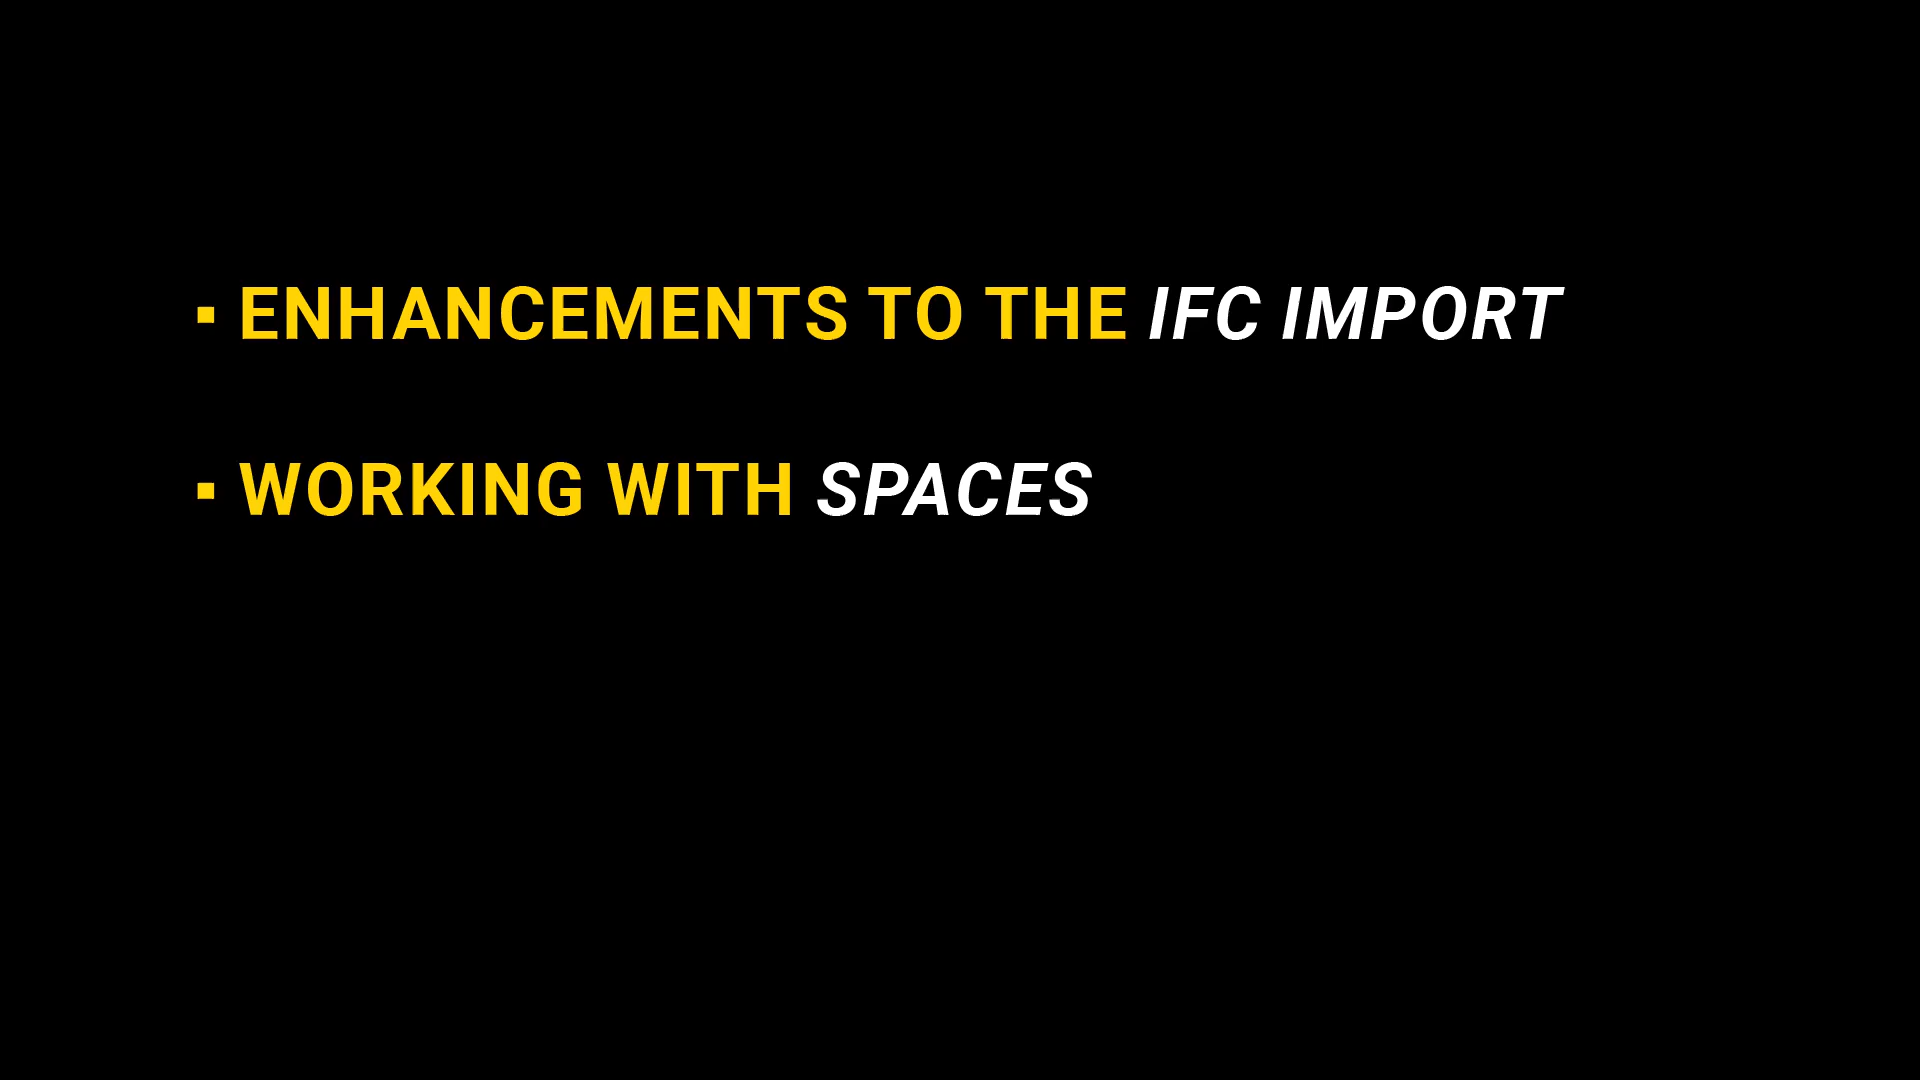 ▪ ENHANCEMENTS TO THE IFC IMPORT
▪ WORKING WITH SPACES